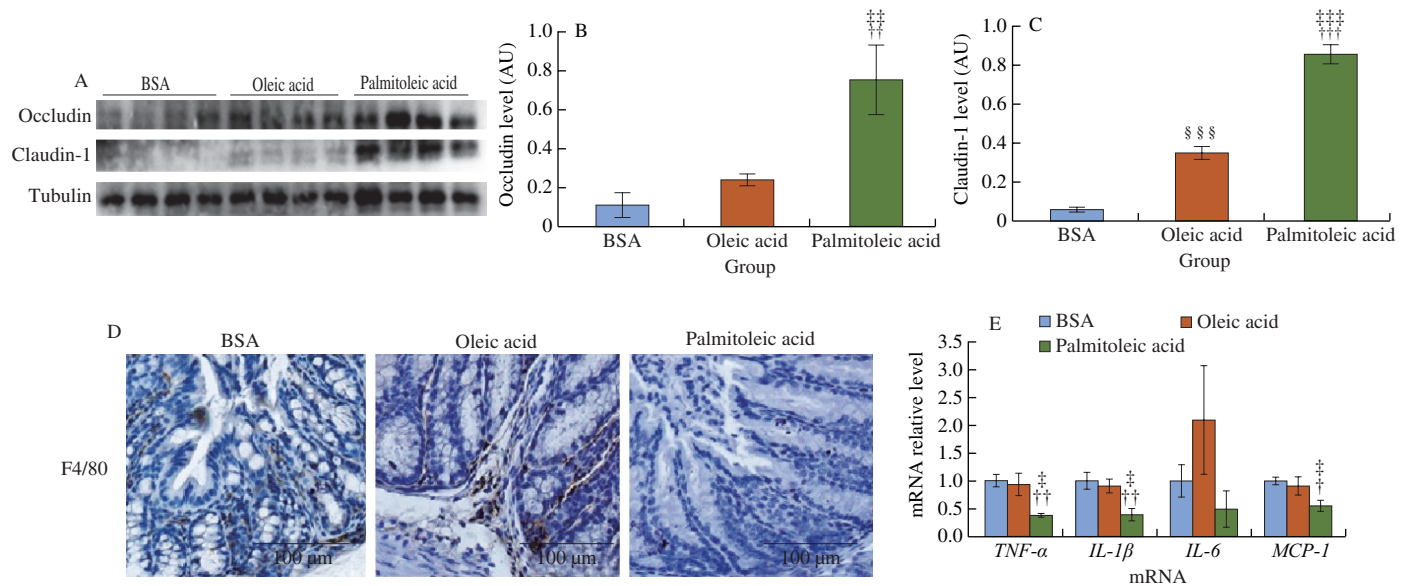 A
BSA Oleic acid Palmitoleic acid
Occludin
Claudin-1
Tubulin
B
‡‡
††
Occludin level (AU)
1.0
0.8
0.6
0.4
0.2
0
BSA Oleic acid Palmitoleic acid
Group
C
‡‡‡
†††
§§§
Claudin-1 level (AU)
1.0
0.8
0.6
0.4
0.2
0
BSA Oleic acid Palmitoleic acid
Group
D
BSA Oleic acid Palmitoleic acid
F4/80
100 μm 100 μm 100 μm
E
BSA Oleic acid
Palmitoleic acid
mRNA relative level
3.5
3.0
2.5
2.0
1.5
1.0
0.5
0.0
‡ ‡ ‡
†† †† †
TNF-α IL-1β IL-6 MCP-1
mRNA